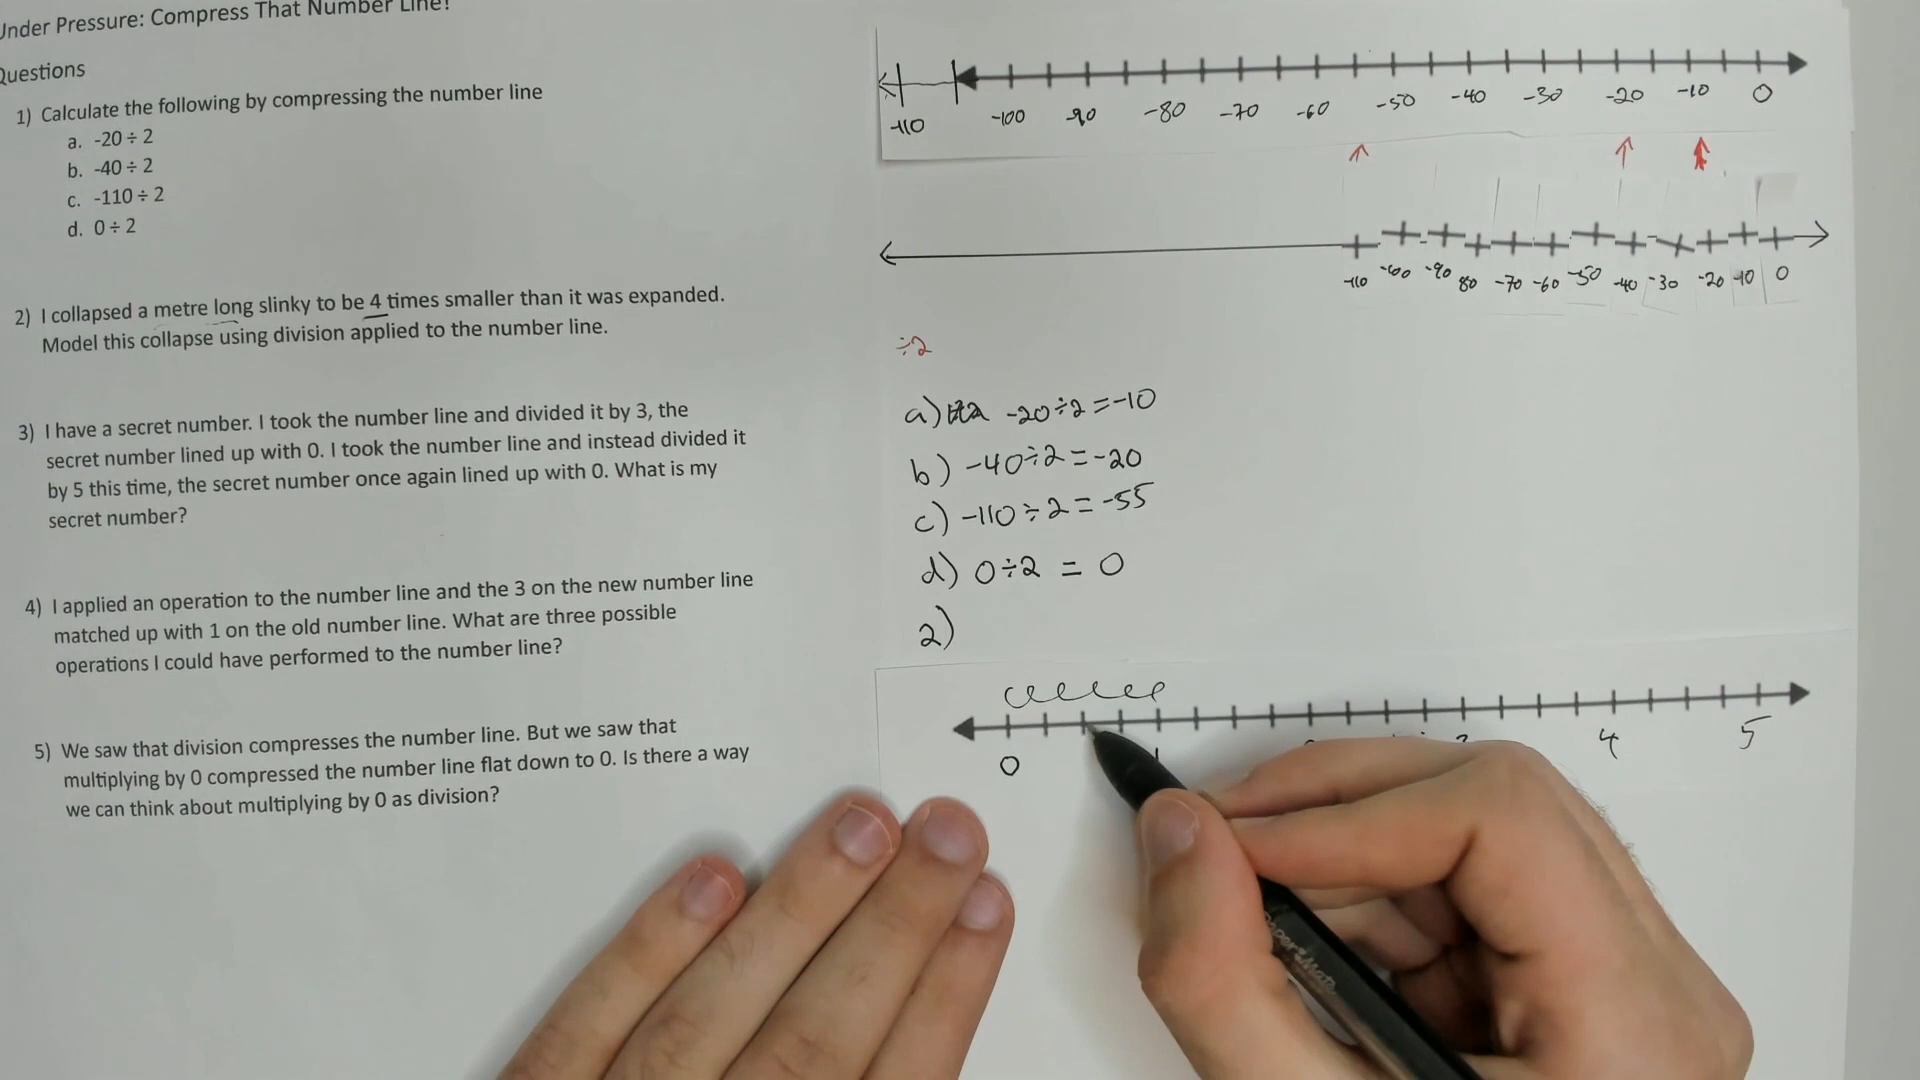 Under Pressure: Compress That Number Line!
Questions
1) Calculate the following by compressing the number line
a. -20 ÷ 2
b. -40 ÷ 2
c. -110 ÷ 2
d. 0 ÷ 2
2) I collapsed a metre long slinky to be 4 times smaller than it was expanded.
Model this collapse using division applied to the number line.
3) I have a secret number. I took the number line and divided it by 3, the
secret number lined up with 0. I took the number line and instead divided it
by 5 this time, the secret number once again lined up with 0. What is my
secret number?
4) I applied an operation to the number line and the 3 on the new number line
matched up with 1 on the old number line. What are three possible
operations I could have performed to the number line?
5) We saw that division compresses the number line. But we saw that
multiplying by 0 compressed the number line flat down to 0. Is there a way
we can think about multiplying by 0 as division?
-110 -100 -90 -80 -70 -60 -50 -40 -30 -20 -10 0
-110 -100 -90 80 -70 -60 -50 -40 -30 -20 -10 0
÷2
a) -20÷2=-10
b) -40÷2=-20
c) -110÷2=-55
d) 0÷2 = 0
2)
0 4 5
Paper Mate